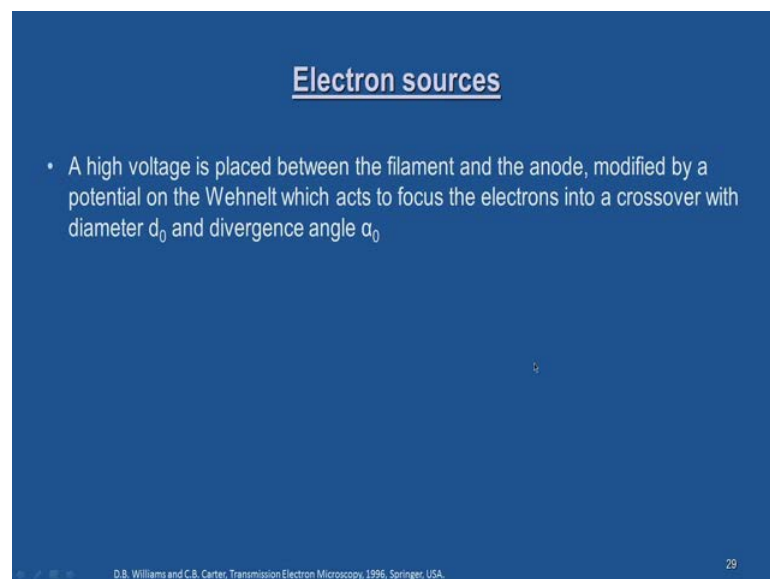 Electron sources
• A high voltage is placed between the filament and the anode, modified by a
potential on the Wehnelt which acts to focus the electrons into a crossover with
diameter d₀ and divergence angle α₀
D.B. Williams and C.B. Carter, Transmission Electron Microscopy, 1996, Springer, USA.
29